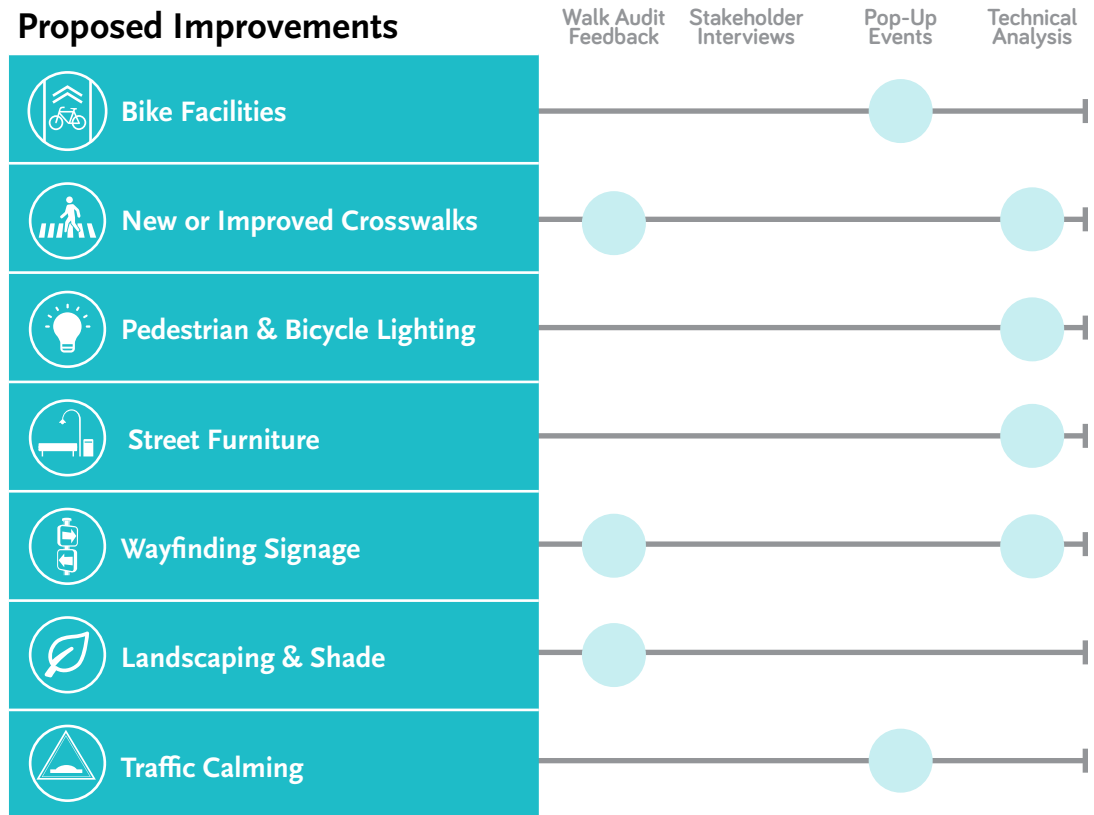 Proposed Improvements
Walk Audit
Feedback
Stakeholder
Interviews
Pop-Up
Events
Technical
Analysis
Bike Facilities
New or Improved Crosswalks
Pedestrian & Bicycle Lighting
Street Furniture
Wayfinding Signage
Landscaping & Shade
Traffic Calming